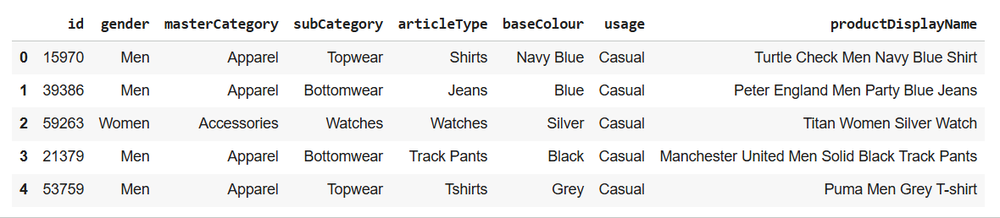 id gender masterCategory subCategory articleType baseColour usage productDisplayName
0 15970 Men Apparel Topwear Shirts Navy Blue Casual Turtle Check Men Navy Blue Shirt
1 39386 Men Apparel Bottomwear Jeans Blue Casual Peter England Men Party Blue Jeans
2 59263 Women Accessories Watches Watches Silver Casual Titan Women Silver Watch
3 21379 Men Apparel Bottomwear Track Pants Black Casual Manchester United Men Solid Black Track Pants
4 53759 Men Apparel Topwear Tshirts Grey Casual Puma Men Grey T-shirt